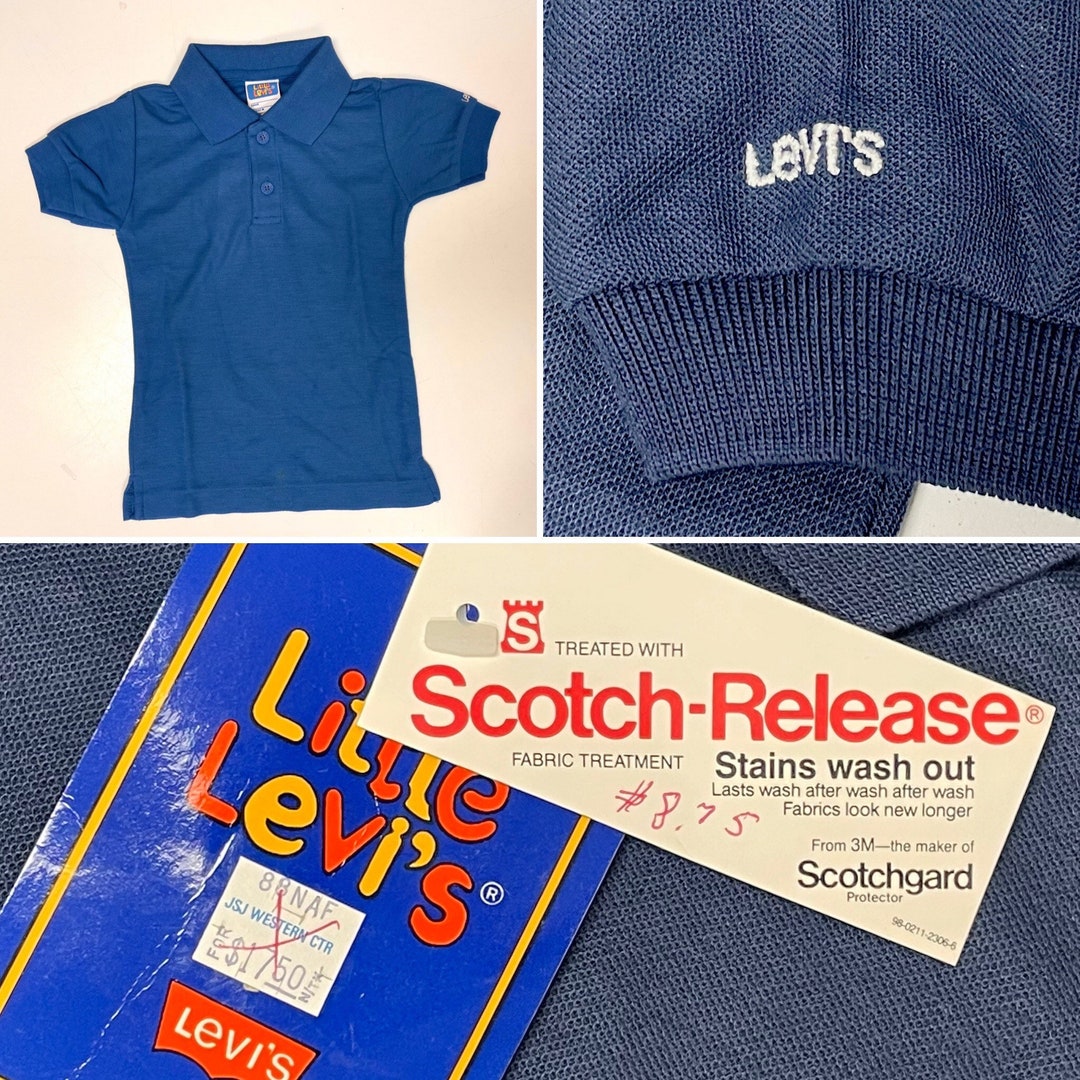 Little
Levi's
LEVI'S
Little
Levi's®
88NAF
JSJ WESTERN CTR
$17.50
LEVI'S
S TREATED WITH
Scotch-Release®
FABRIC TREATMENT
Stains wash out
Lasts wash after wash after wash
Fabrics look new longer
#8.75
From 3M—the maker of
Scotchgard
Protector
98-0211-2306-6